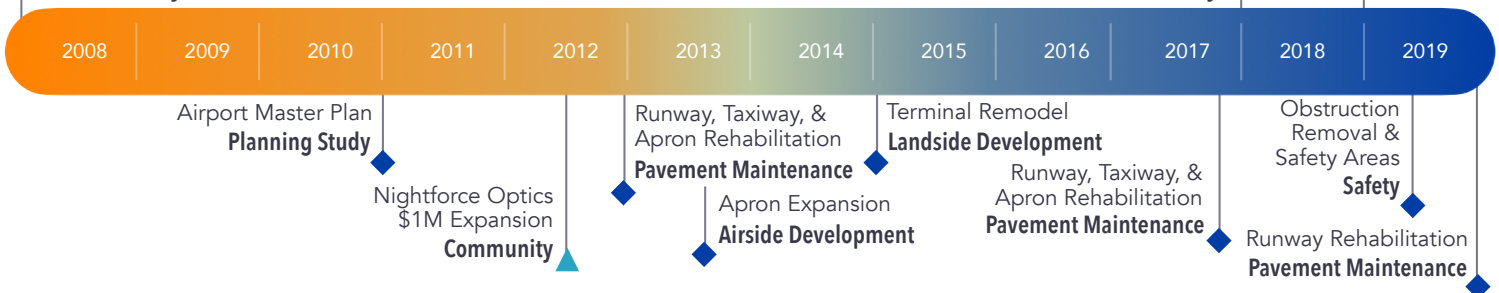 2008 2009 2010 2011 2012 2013 2014 2015 2016 2017 2018 2019
Airport Master Plan
Planning Study
Nightforce Optics
$1M Expansion
Community
Runway, Taxiway, &
Apron Rehabilitation
Pavement Maintenance
Apron Expansion
Airside Development
Terminal Remodel
Landside Development
Runway, Taxiway, &
Apron Rehabilitation
Pavement Maintenance
Obstruction
Removal &
Safety Areas
Safety
Runway Rehabilitation
Pavement Maintenance